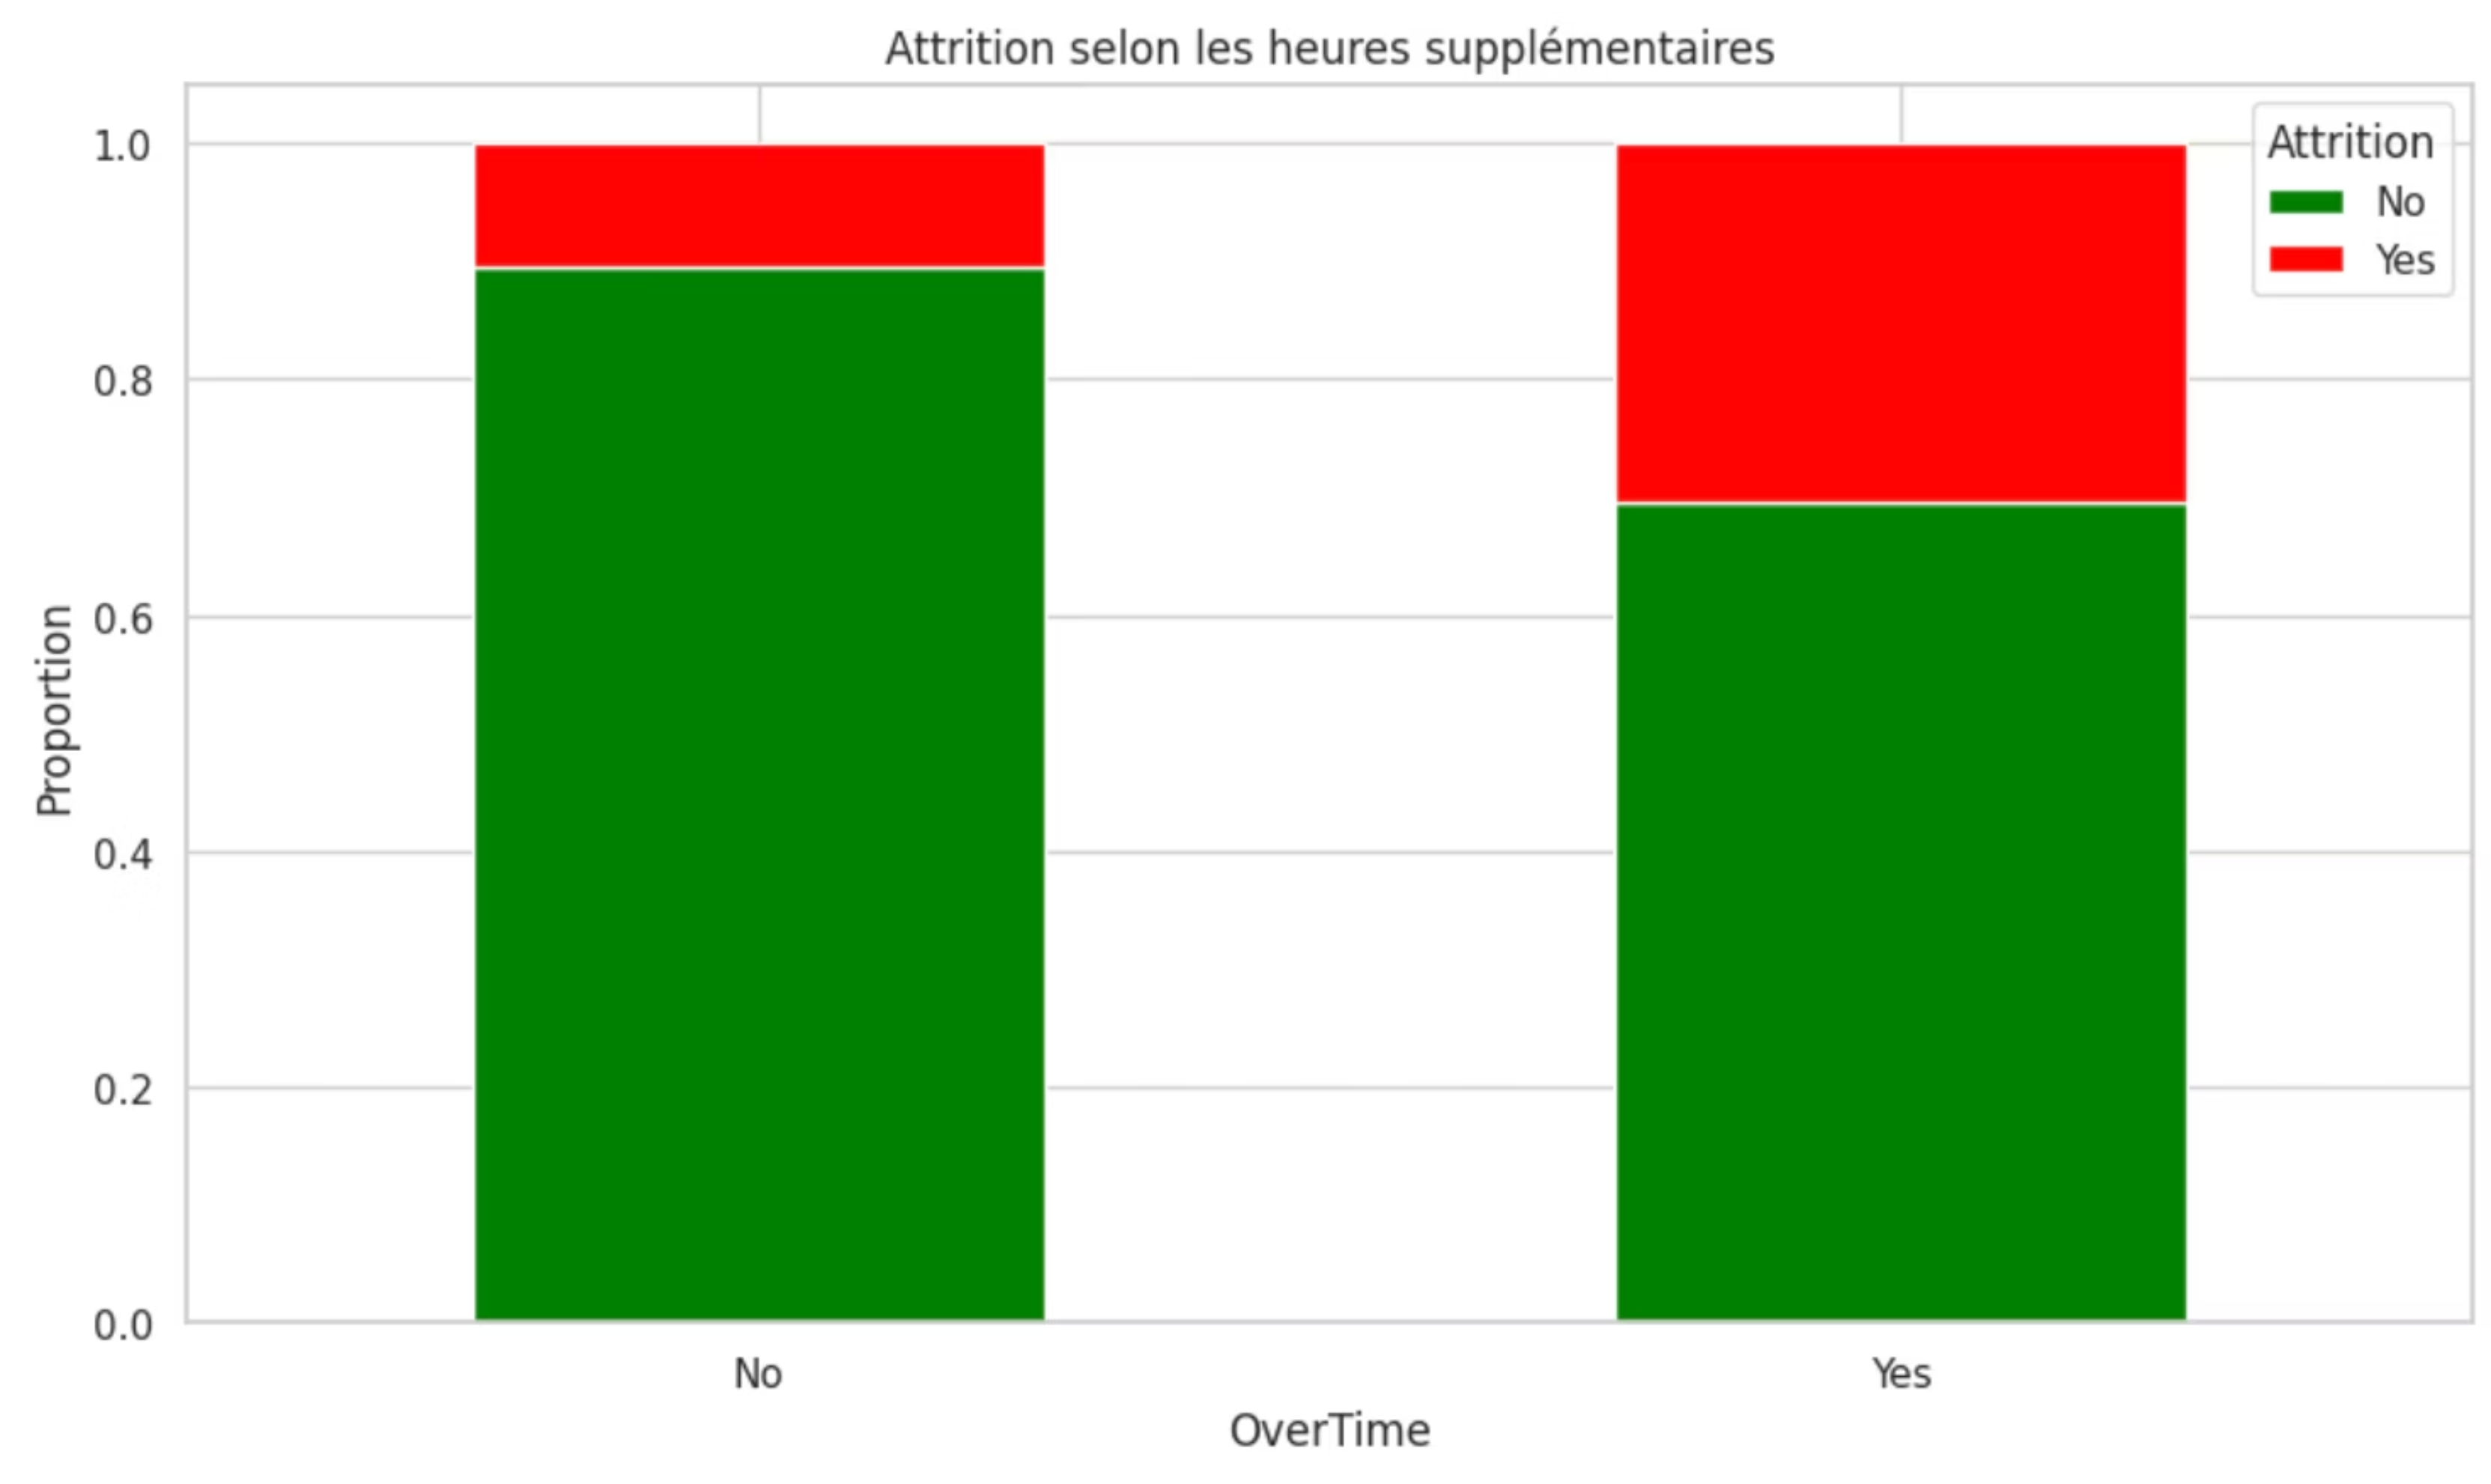 Attrition selon les heures supplémentaires
Attrition
No
Yes
1.0
0.8
0.6
0.4
0.2
0.0
Proportion
No
Yes
OverTime